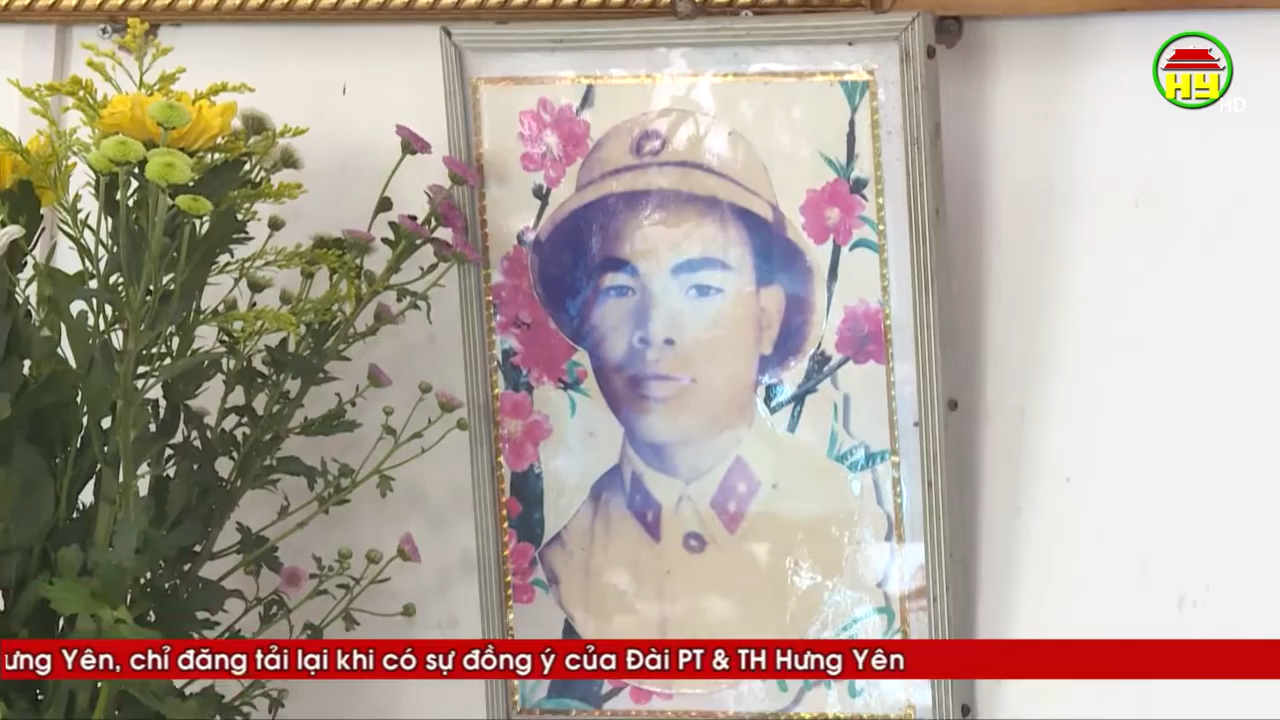 HY
HD
ưng Yên, chỉ đăng tải lại khi có sự đồng ý của Đài PT & TH Hưng Yên